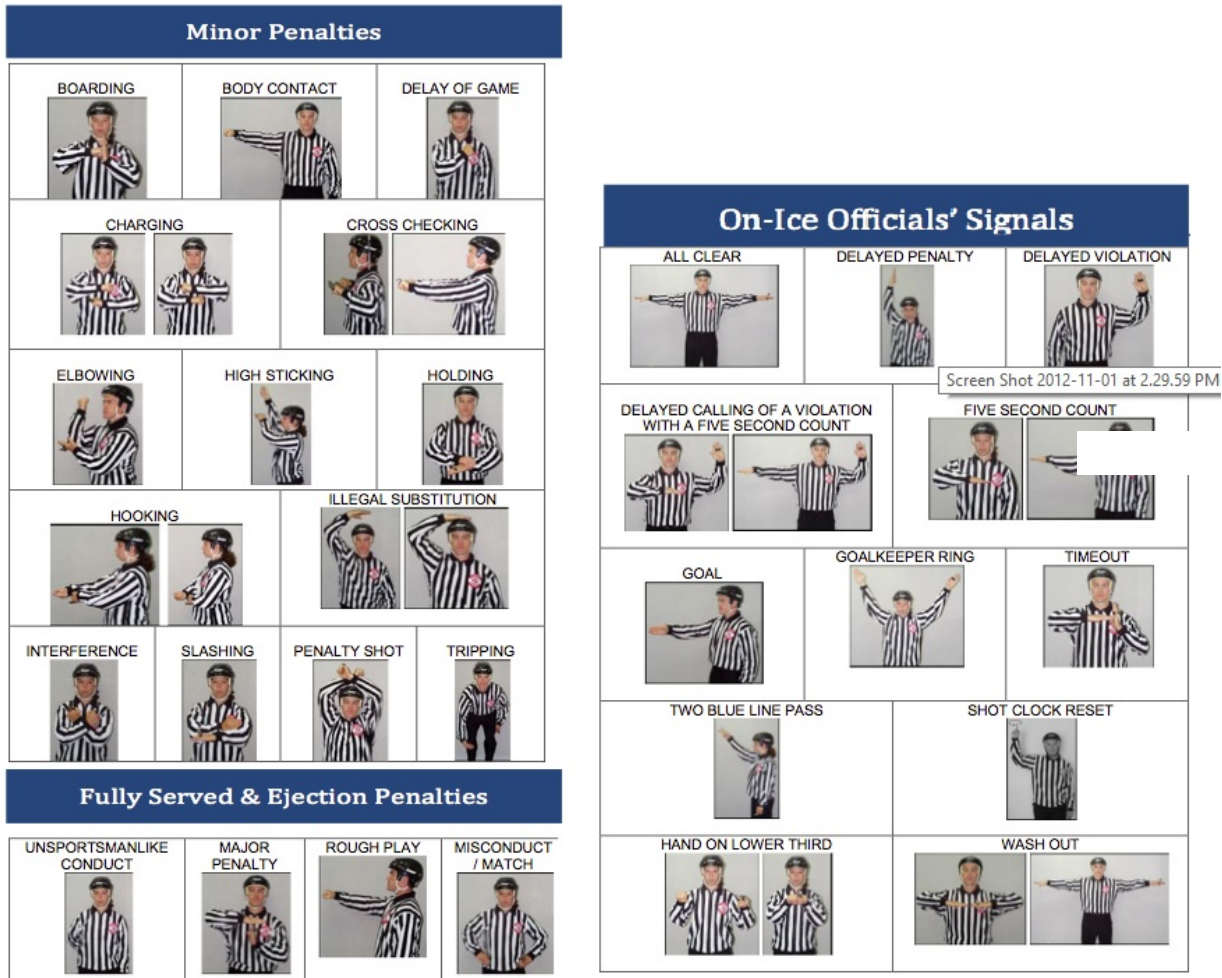 Minor Penalties
BOARDING
BODY CONTACT
DELAY OF GAME
CHARGING
CROSS CHECKING
ELBOWING
HIGH STICKING
HOLDING
HOOKING
ILLEGAL SUBSTITUTION
INTERFERENCE
SLASHING
PENALTY SHOT
TRIPPING
Fully Served & Ejection Penalties
UNSPORTSMANLIKE
CONDUCT
MAJOR
PENALTY
ROUGH PLAY
MISCONDUCT
/ MATCH
On-Ice Officials' Signals
ALL CLEAR
DELAYED PENALTY
DELAYED VIOLATION
Screen Shot 2012-11-01 at 2.29.59 PM
DELAYED CALLING OF A VIOLATION
WITH A FIVE SECOND COUNT
FIVE SECOND COUNT
GOAL
GOALKEEPER RING
TIMEOUT
TWO BLUE LINE PASS
SHOT CLOCK RESET
HAND ON LOWER THIRD
WASH OUT